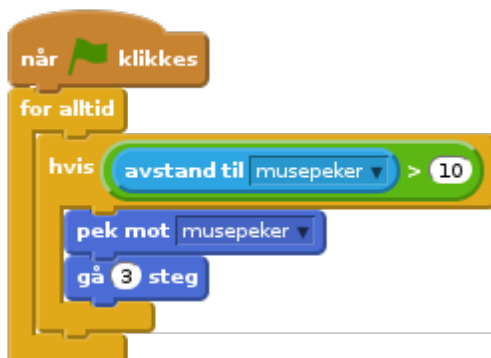 når klikkes
for alltid
hvis avstand til musepeker > 10
pek mot musepeker
gå 3 steg